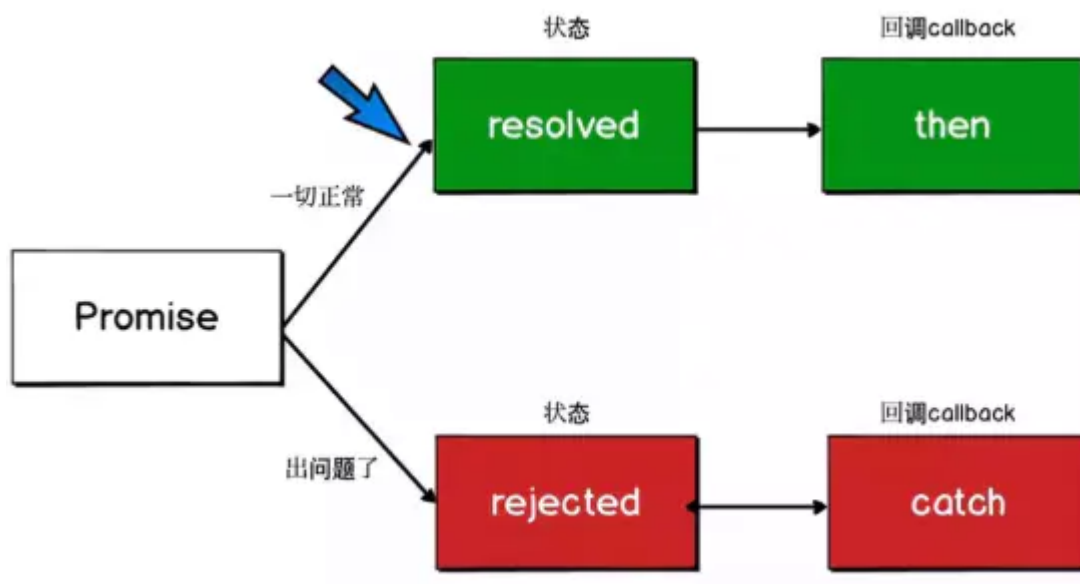 状态
回调callback
resolved
then
一切正常
Promise
状态
回调callback
出问题了
rejected
catch